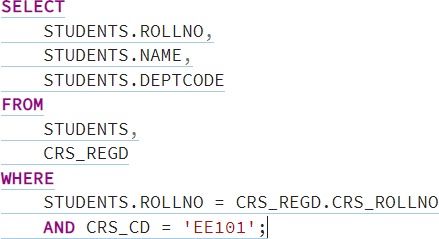 SELECT
STUDENTS.ROLLNO,
STUDENTS.NAME,
STUDENTS.DEPTCODE
FROM
STUDENTS,
CRS_REGD
WHERE
STUDENTS.ROLLNO = CRS_REGD.CRS_ROLLNO
AND CRS_CD = 'EE101';